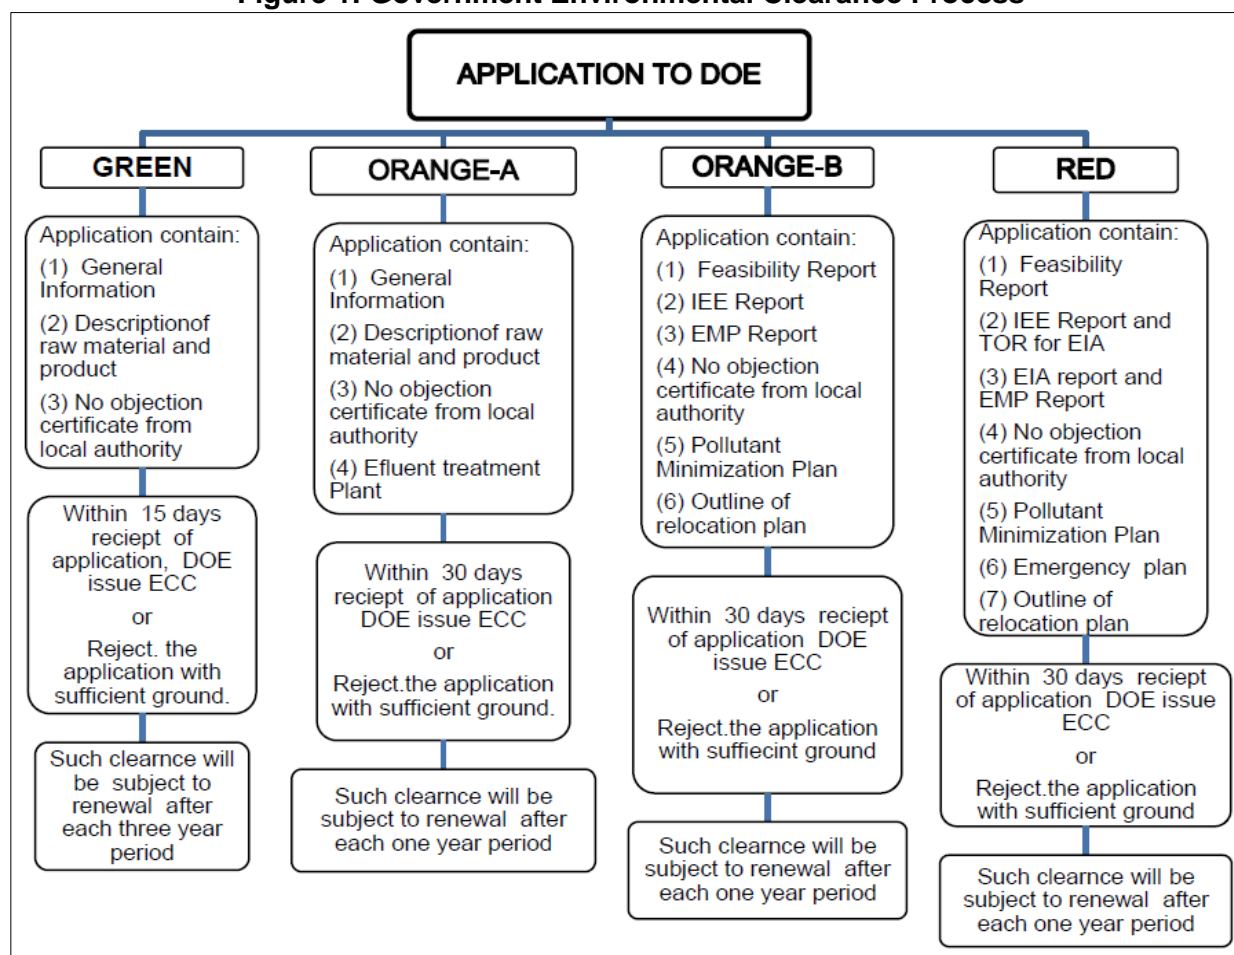 Figure 1: Government Environmental Clearance Process
APPLICATION TO DOE
GREEN
Application contain:
(1) General
Information
(2) Descriptionof
raw material and
product
(3) No objection
certificate from
local authority
Within 15 days
reciept of
application, DOE
issue ECC
or
Reject. the
application with
sufficient ground.
Such clearnce will
be subject to
renewal after
each three year
period
ORANGE-A
Application contain:
(1) General
Information
(2) Descriptionof raw
material and product
(3) No objection
certificate from local
authority
(4) Efluent treatment
Plant
Within 30 days
reciept of application
DOE issue ECC
or
Reject.the application
with sufficient ground.
Such clearnce will be
subject to renewal after
each one year period
ORANGE-B
Application contain:
(1) Feasibility Report
(2) IEE Report
(3) EMP Report
(4) No objection
certificate from local
authority
(5) Pollutant
Minimization Plan
(6) Outline of
relocation plan
Within 30 days reciept
of application DOE
issue ECC
or
Reject.the application
with suffiecint ground
Such clearnce will be
subject to renewal after
each one year period
RED
Application contain:
(1) Feasibility
Report
(2) IEE Report and
TOR for EIA
(3) EIA report and
EMP Report
(4) No objection
certificate from local
authority
(5) Pollutant
Minimization Plan
(6) Emergency plan
(7) Outline of
relocation plan
Within 30 days reciept
of application DOE issue
ECC
or
Reject.the application
with sufficient ground
Such clearnce will be
subject to renewal after
each one year period